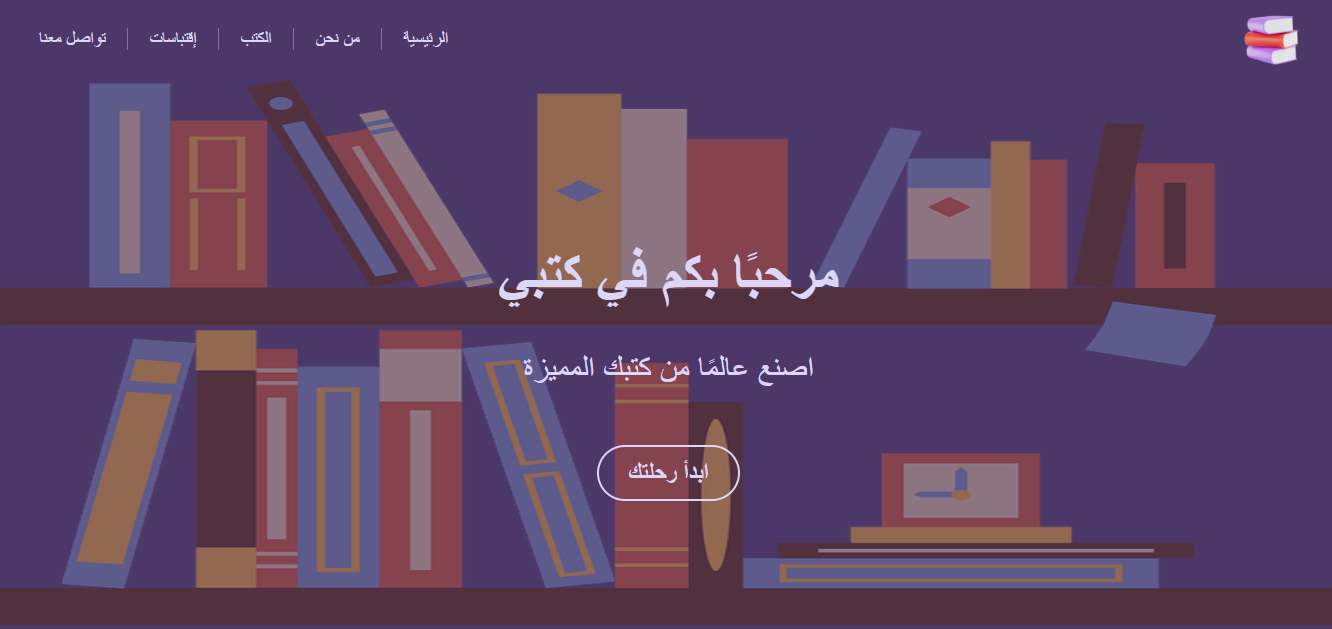 الرئيسية
من نحن
الكتب
إقتباسات
تواصل معنا
مرحبًا بكم في كتبي
اصنع عالمًا من كتبك المميزة
ابدأ رحلتك